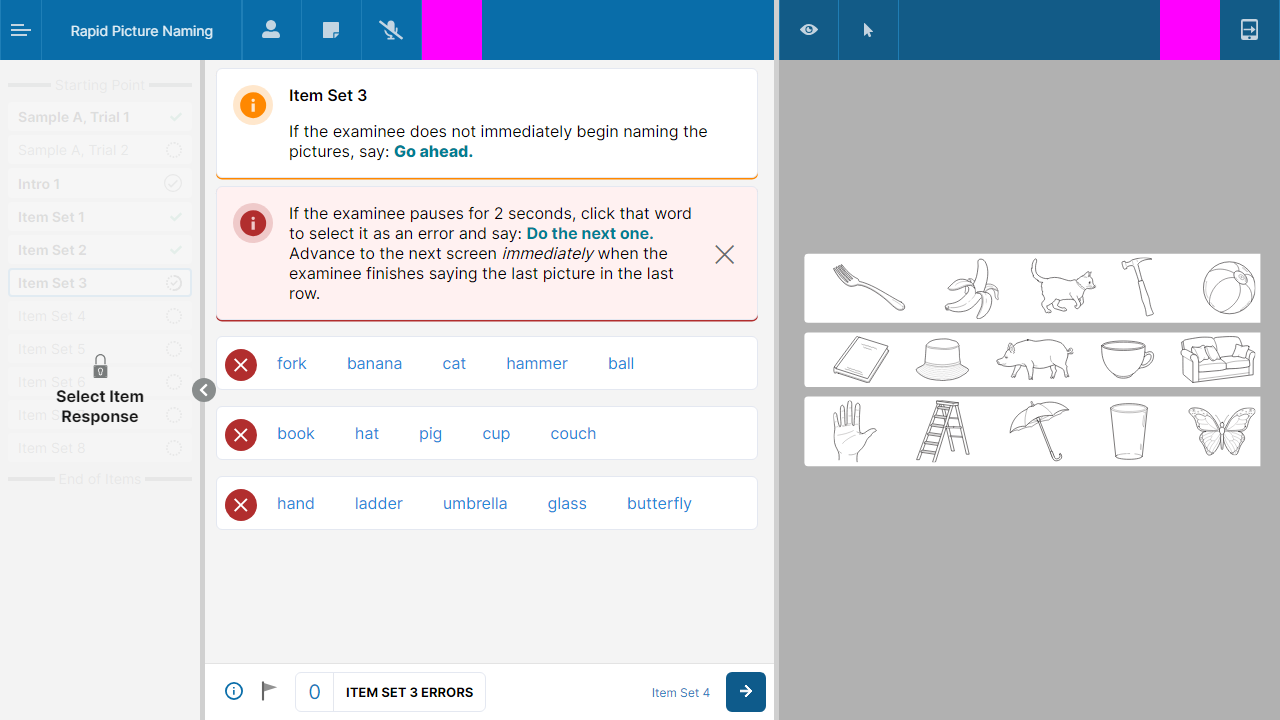 Rapid Picture Naming
Starting Point
Sample A, Trial 1
Sample A, Trial 2
Intro 1
Item Set 1
Item Set 2
Item Set 3
Item Set 4
Item Set 5
Item Set 6
Select Item
Response
Item Set 8
End of Items
Item Set 3
If the examinee does not immediately begin naming the
pictures, say: Go ahead.
If the examinee pauses for 2 seconds, click that word
to select it as an error and say: Do the next one.
Advance to the next screen immediately when the
examinee finishes saying the last picture in the last
row.
fork banana cat hammer ball
book hat pig cup couch
hand ladder umbrella glass butterfly
0 ITEM SET 3 ERRORS
Item Set 4